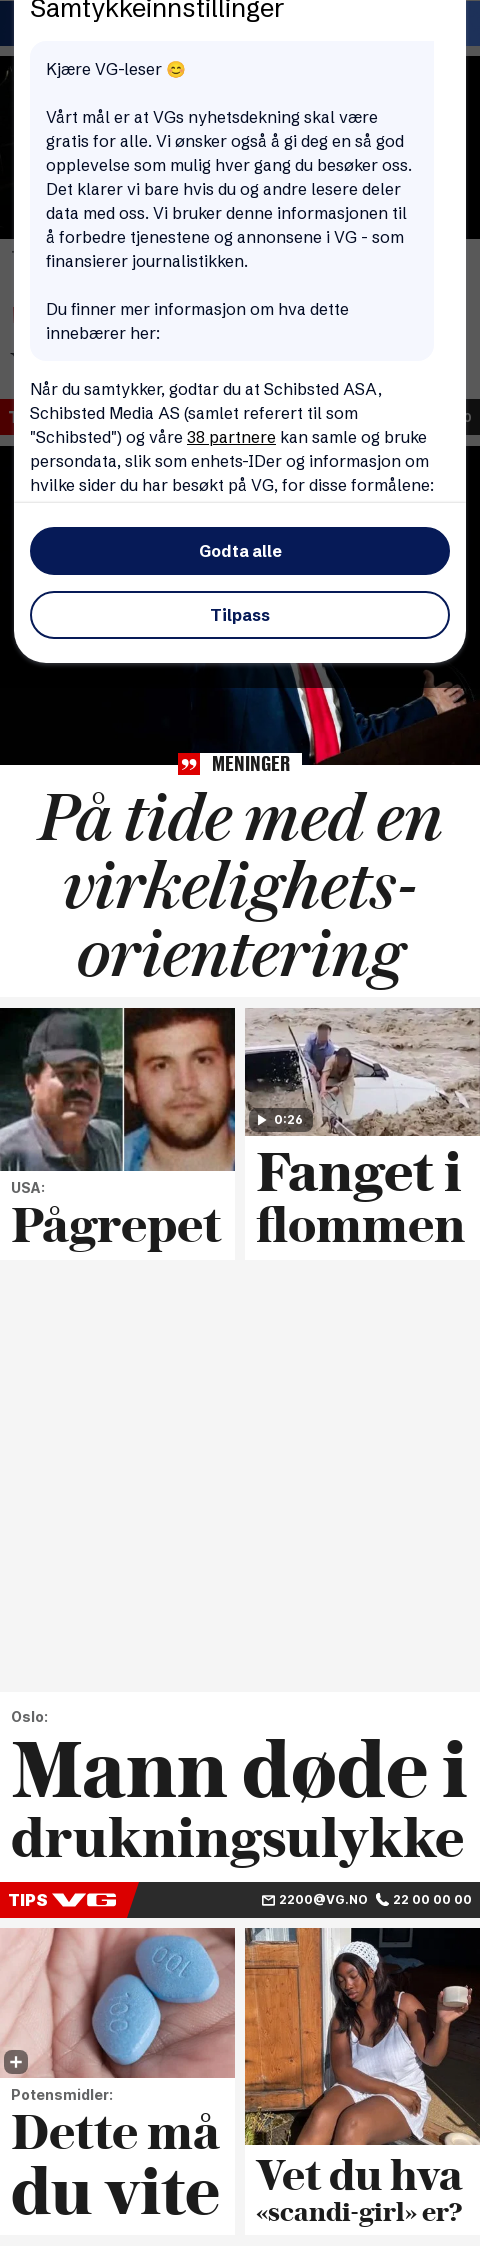 Samtykkeinnstillinger
Kjære VG-leser 😊
Vårt mål er at VGs nyhetsdekning skal være
gratis for alle. Vi ønsker også å gi deg en så god
opplevelse som mulig hver gang du besøker oss.
Det klarer vi bare hvis du og andre lesere deler
data med oss. Vi bruker denne informasjonen til
å forbedre tjenestene og annonsene i VG - som
finansierer journalistikken.
Du finner mer informasjon om hva dette
innebærer her:
Når du samtykker, godtar du at Schibsted ASA,
Schibsted Media AS (samlet referert til som
"Schibsted") og våre 38 partnere kan samle og bruke
persondata, slik som enhets-IDer og informasjon om
hvilke sider du har besøkt på VG, for disse formålene:
Godta alle
Tilpass
MENINGER
På tide med en
virkelighets-
orientering
0:26
USA:
Pågrepet
Fanget i
flommen
Oslo:
Mann døde i
drukningsulykke
TIPS VG 2200@VG.NO 22 00 00 00
100
100
Potensmidler:
Dette må
du vite
Vet du hva
«scandi-girl» er?